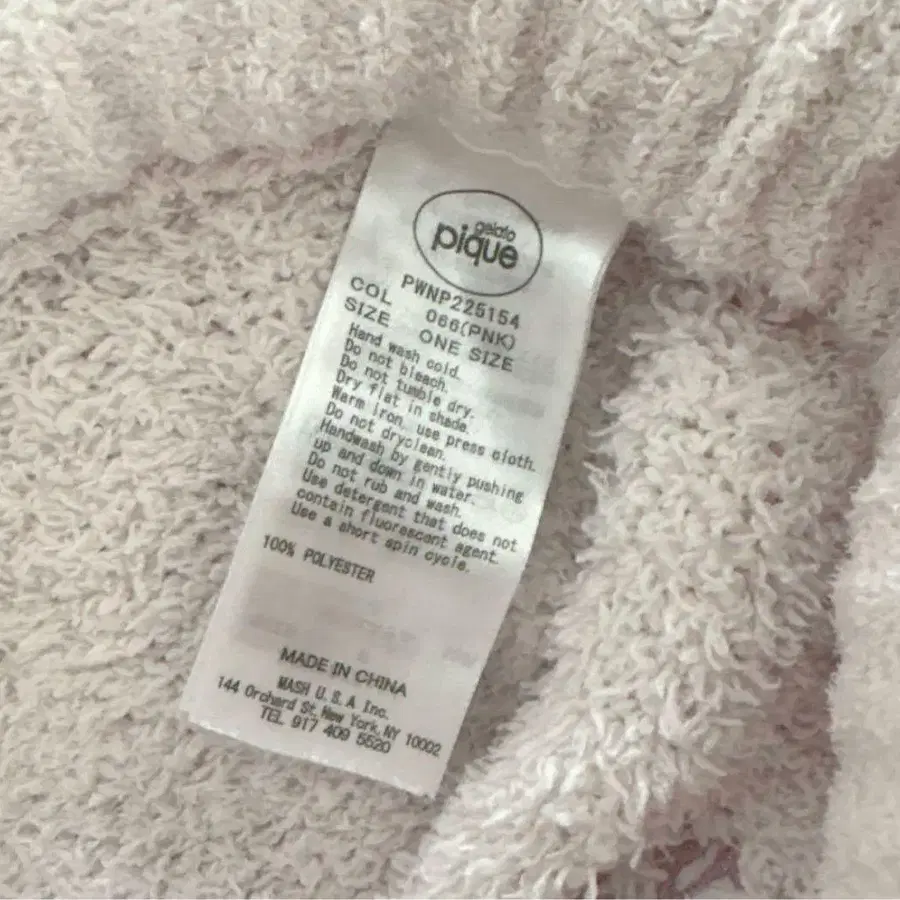 gelato
pique
PWNP225154
COL 066(PNK)
SIZE ONE SIZE
Hand wash cold.
Do not bleach.
Do not tumble dry.
Dry flat in shade.
Warm iron, use press cloth.
Do not dryclean.
Handwash by gently pushing
up and down in water.
Do not rub and wash.
Use detergent that does not
contain fluorescent agent.
Use a short spin cycle.
100% POLYESTER
MADE IN CHINA
MASH U.S.A Inc.
144 Orchard St, New York, NY 10002
TEL 917 409 5520